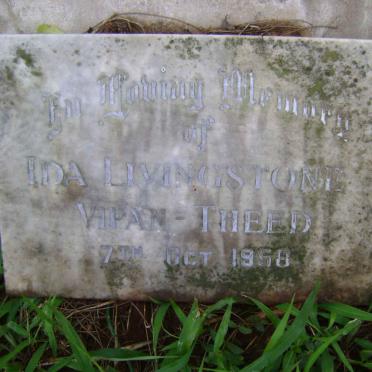 In Loving Memory
of
IDA LIVINGSTONE
VIPAN-THEED
7TH OCT 1958